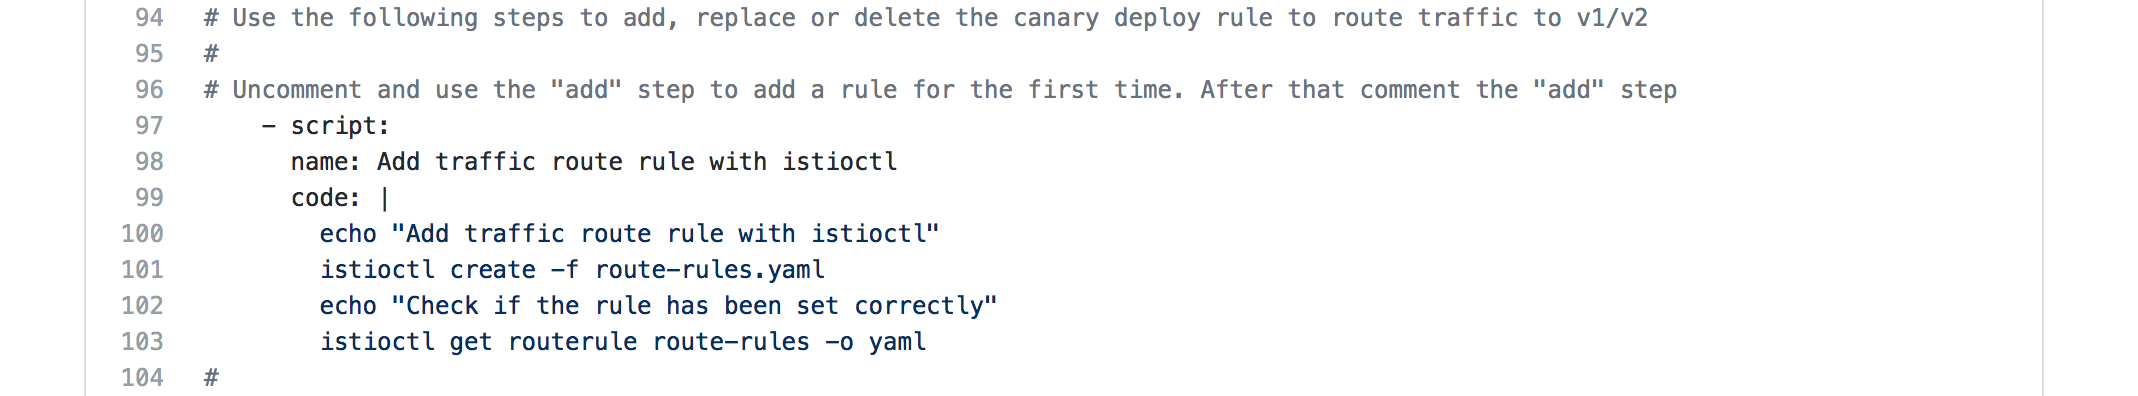 94 # Use the following steps to add, replace or delete the canary deploy rule to route traffic to v1/v2
95 #
96 # Uncomment and use the "add" step to add a rule for the first time. After that comment the "add" step
97     - script:
98       name: Add traffic route rule with istioctl
99       code: |
100         echo "Add traffic route rule with istioctl"
101         istioctl create -f route-rules.yaml
102         echo "Check if the rule has been set correctly"
103         istioctl get routerule route-rules -o yaml
104 #